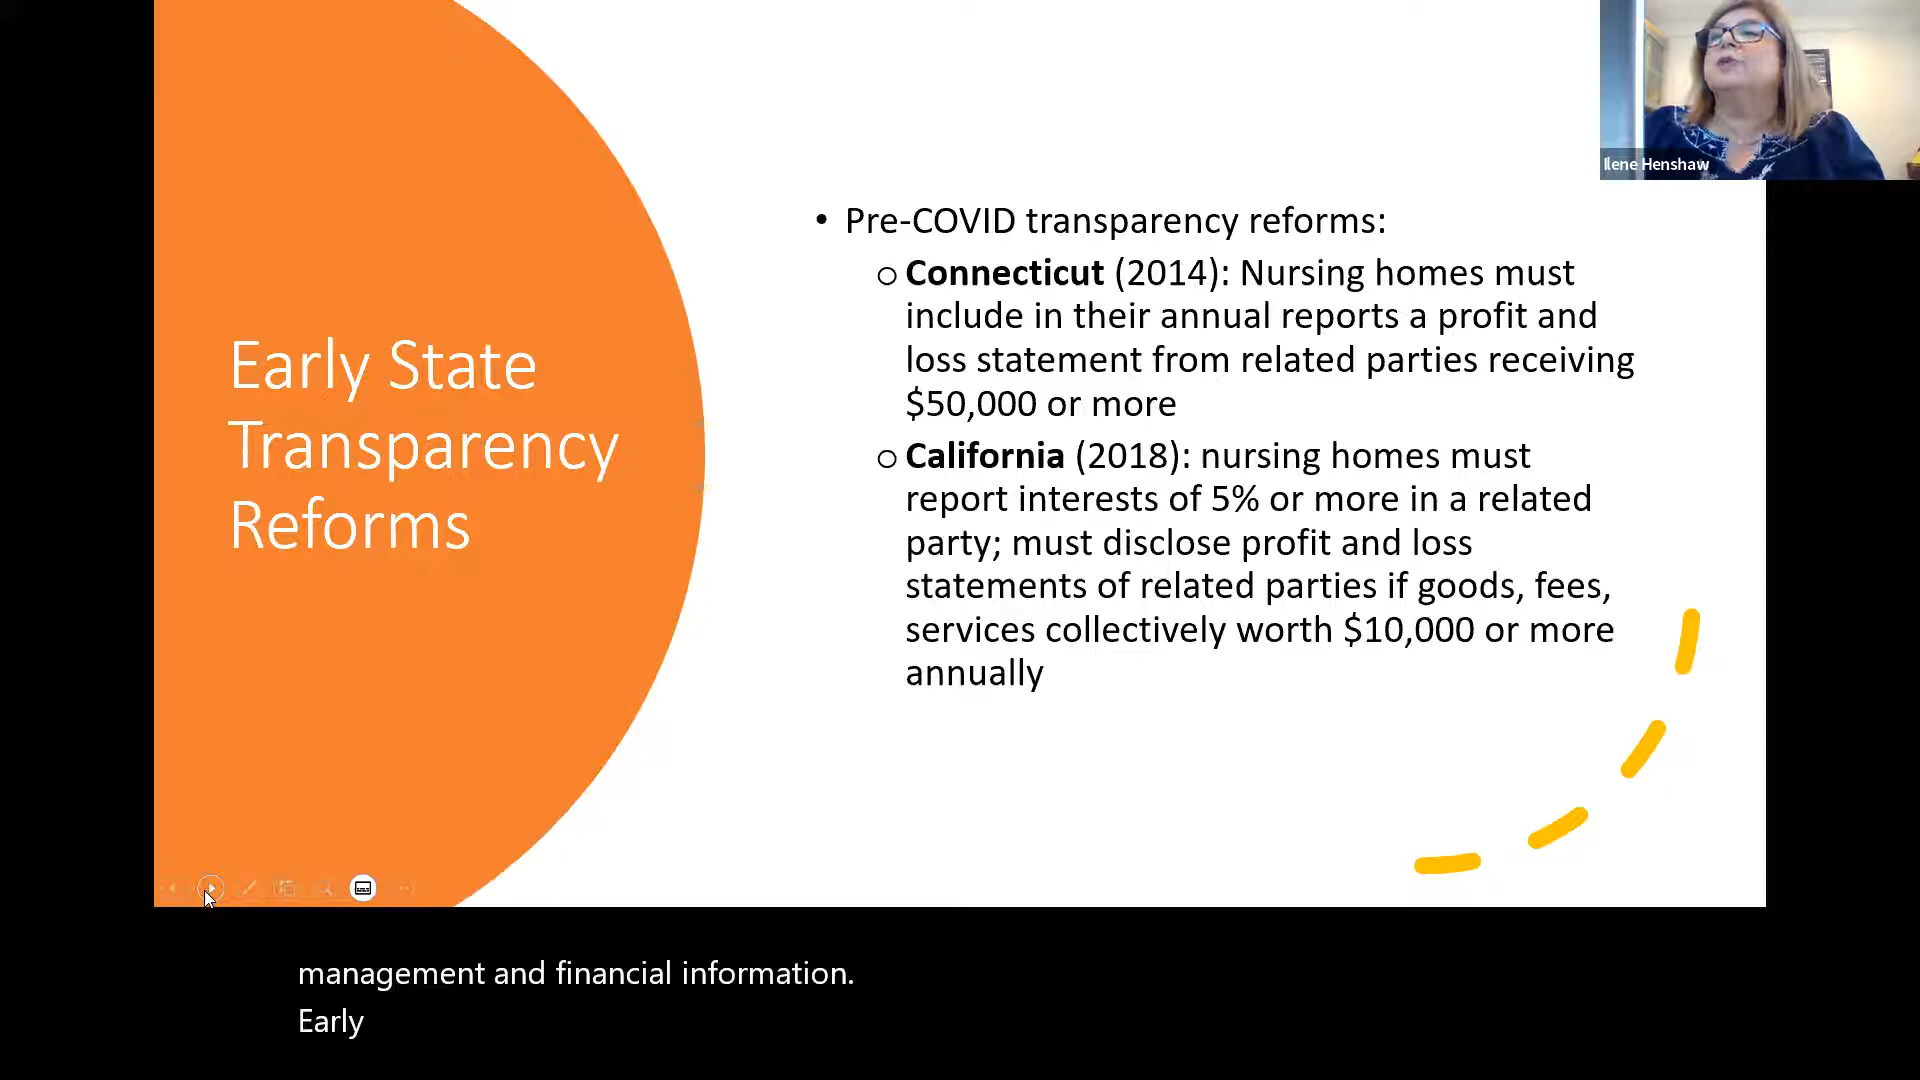 Ilene Henshaw
Early State
Transparency
Reforms
• Pre-COVID transparency reforms:
o Connecticut (2014): Nursing homes must
include in their annual reports a profit and
loss statement from related parties receiving
$50,000 or more
o California (2018): nursing homes must
report interests of 5% or more in a related
party; must disclose profit and loss
statements of related parties if goods, fees,
services collectively worth $10,000 or more
annually
management and financial information.
Early